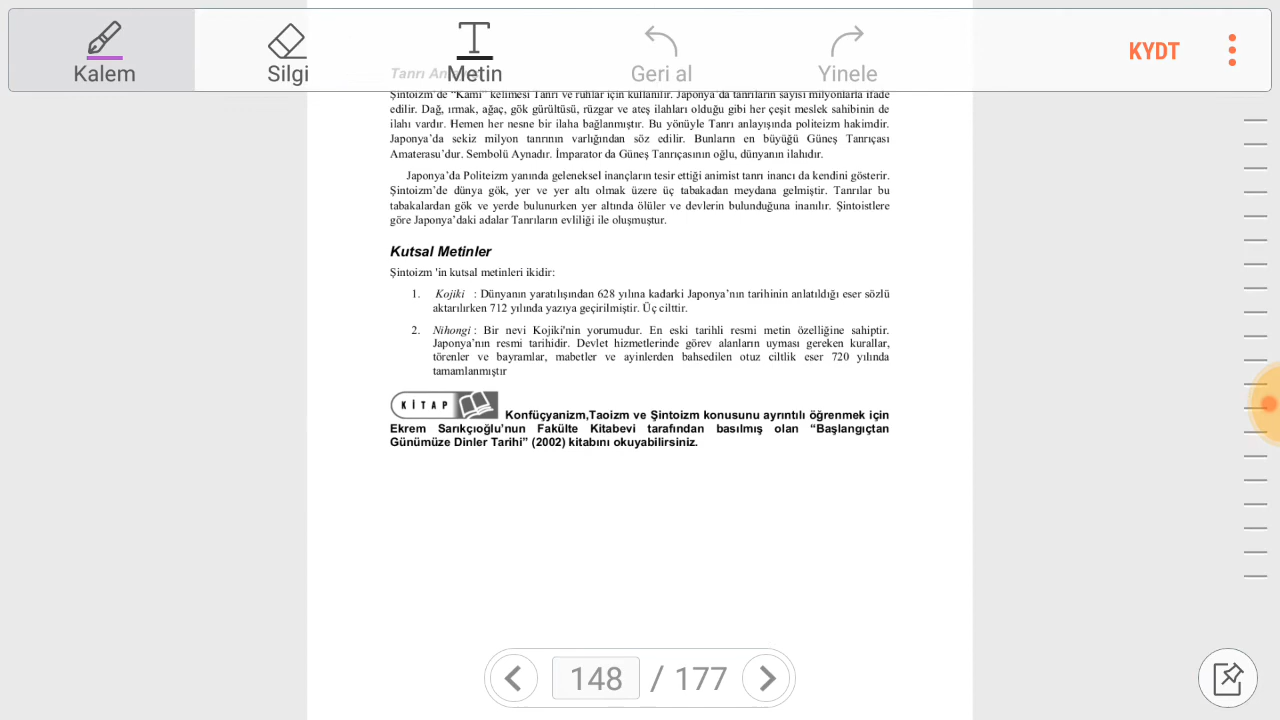 Kalem
Silgi
Metin
Geri al
Yinele
KYDT
Tanrı
Şintoizm'de “Kami” kelimesi Tanrı ve ruhlar için kullanılır. Japonya'da tanrıların sayısı milyonlarla ifade
edilir. Dağ, ırmak, ağaç, gök gürültüsü, rüzgar ve ateş ilahları olduğu gibi her çeşit meslek sahibinin de
ilahı vardır. Hemen her nesne bir ilaha bağlanmıştır. Bu yönüyle Tanrı anlayışında politeizm hakimdir.
Japonya’da sekiz milyon tanrının varlığından söz edilir. Bunların en büyüğü Güneş Tanrıçası
Amaterasu’dur. Sembolü Aynadır. İmparator da Güneş Tanrıçasının oğlu, dünyanın ilahıdır.
Japonya’da Politeizm yanında geleneksel inançların tesir ettiği animist tanrı inancı da kendini gösterir.
Şintoizm’de dünya gök, yer ve yer altı olmak üzere üç tabakadan meydana gelmiştir. Tanrılar bu
tabakalardan gök ve yerde bulunurken yer altında ölüler ve devlerin bulunduğuna inanılır. Şintoistlere
göre Japonya’daki adalar Tanrıların evliliği ile oluşmuştur.
Kutsal Metinler
Şintoizm 'in kutsal metinleri ikidir:
1. Kojiki : Dünyanın yaratılışından 628 yılına kadarki Japonya’nın tarihinin anlatıldığı eser sözlü
aktarılırken 712 yılında yazıya geçirilmiştir. Üç cilttir.
2. Nihongi : Bir nevi Kojiki'nin yorumudur. En eski tarihli resmi metin özelliğine sahiptir.
Japonya’nın resmi tarihidir. Devlet hizmetlerinde görev alanların uyması gereken kurallar,
törenler ve bayramlar, mabetler ve ayinlerden bahsedilen otuz ciltlik eser 720 yılında
tamamlanmıştır
KİTAP Konfüçyanizm,Taoizm ve Şintoizm konusunu ayrıntılı öğrenmek için
Ekrem Sarıkçıoğlu’nun Fakülte Kitabevi tarafından basılmış olan “Başlangıçtan
Günümüze Dinler Tarihi” (2002) kitabını okuyabilirsiniz.
148 / 177